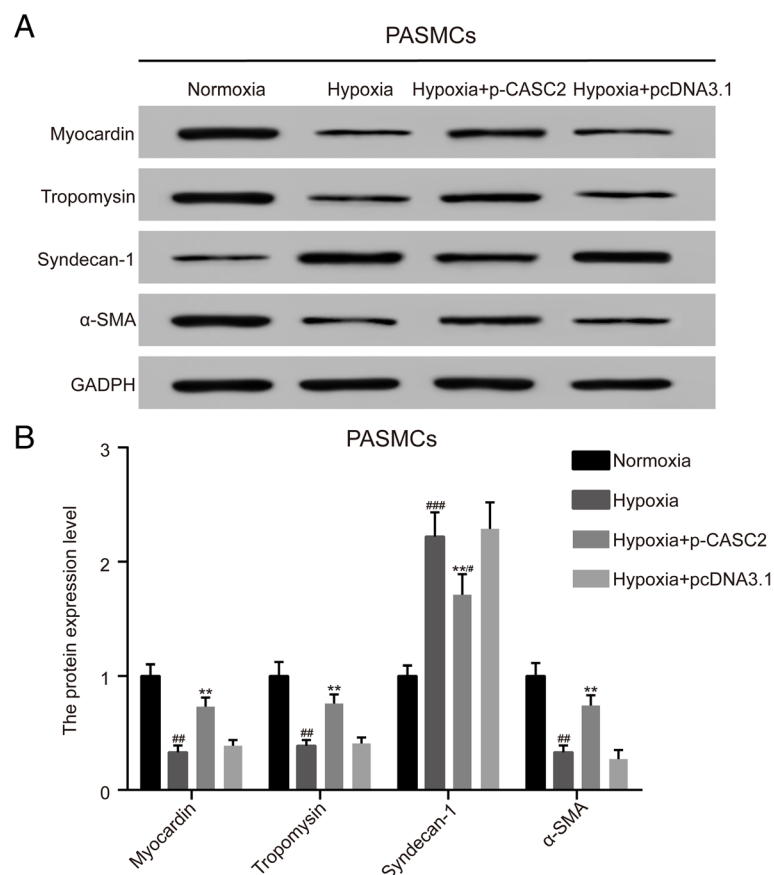 A
PASMCs
Normoxia Hypoxia Hypoxia+p-CASC2 Hypoxia+pcDNA3.1
Myocardin
Tropomysin
Syndecan-1
α-SMA
GADPH
B
PASMCs
The protein expression level
3
2
1
0
Normoxia
Hypoxia
Hypoxia+p-CASC2
Hypoxia+pcDNA3.1
## ** ## ** ### **/# ## **
Myocardin Tropomysin Syndecan-1 α-SMA